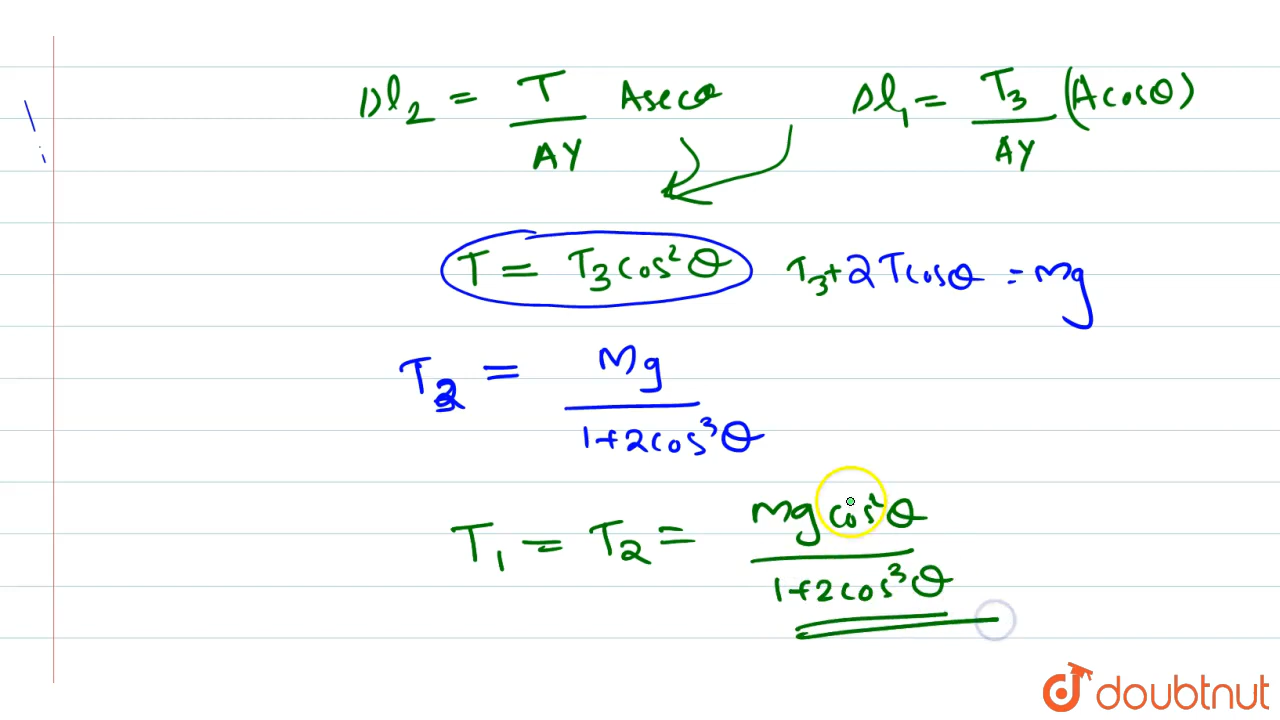 Δl₂ = T/AY Asecθ Δl₁ = T₃/AY (Acosθ)
T = T₃cos²θ T₃+2Tcosθ = Mg
T₃ = Mg/1+2cos³θ
T₁ = T₂ = Mgcos²θ/1+2cos³θ
doubtnut